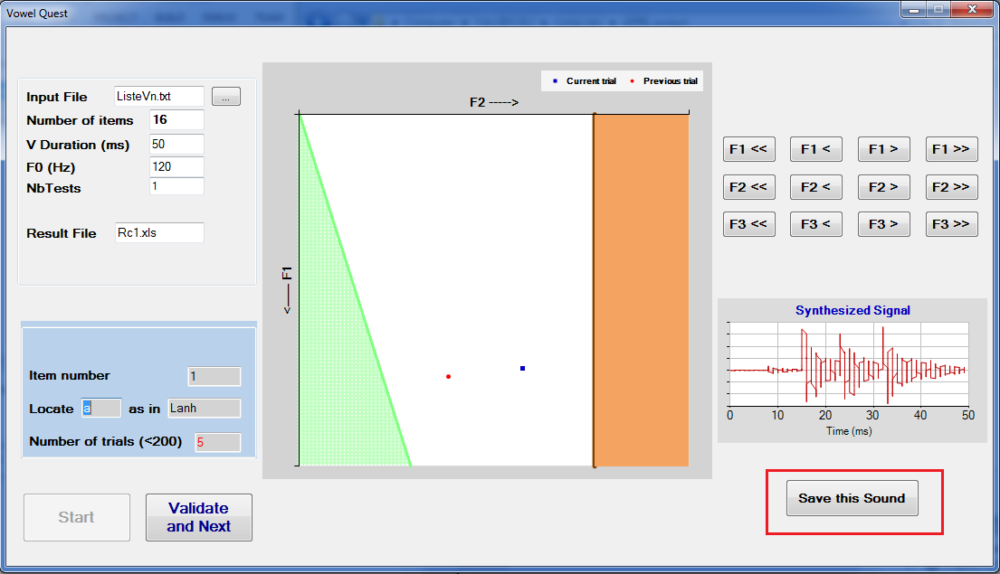 Vowel Quest
Input File ListeVn.txt ...
Number of items 16
V Duration (ms) 50
F0 (Hz) 120
NbTests 1
Result File Rc1.xls
Item number 1
Locate a as in Lanh
Number of trials (<200) 5
Start
Validate
and Next
Current trial Previous trial
F2 ----->
<----- F1
F1 << F1 < F1 > F1 >>
F2 << F2 < F2 > F2 >>
F3 << F3 < F3 > F3 >>
Synthesized Signal
0 10 20 30 40 50
Time (ms)
Save this Sound